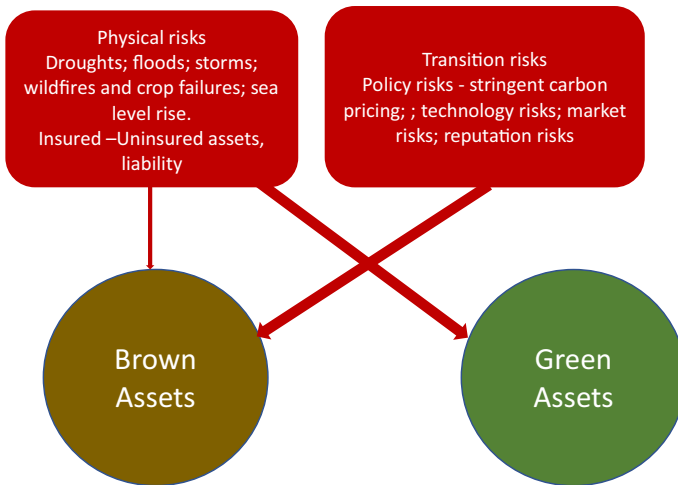 Physical risks
Droughts; floods; storms;
wildfires and crop failures; sea
level rise.
Insured –Uninsured assets,
liability
Transition risks
Policy risks - stringent carbon
pricing; ; technology risks; market
risks; reputation risks
Brown
Assets
Green
Assets